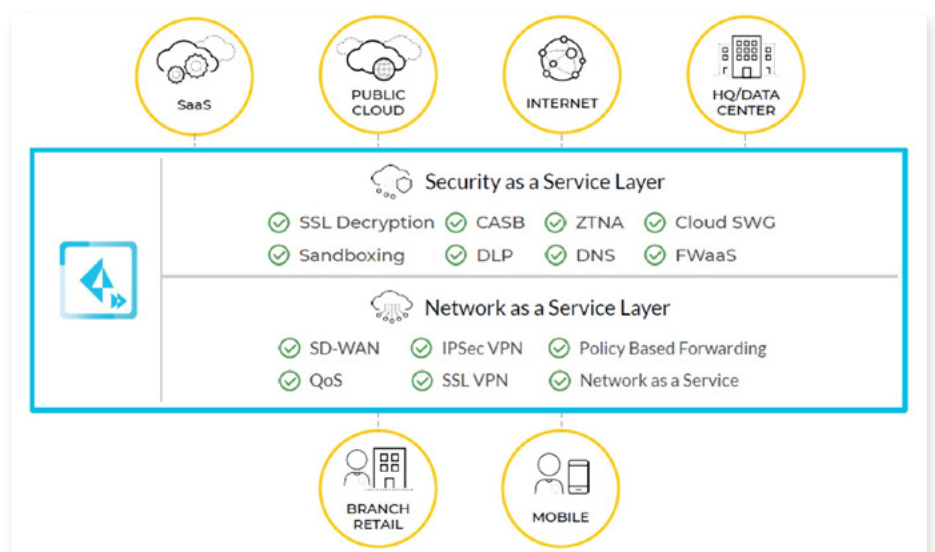 SaaS
PUBLIC
CLOUD
INTERNET
HQ/DATA
CENTER
Security as a Service Layer
SSL Decryption CASB ZTNA Cloud SWG
Sandboxing DLP DNS FWaaS
Network as a Service Layer
SD-WAN IPSec VPN Policy Based Forwarding
QoS SSL VPN Network as a Service
BRANCH
RETAIL
MOBILE